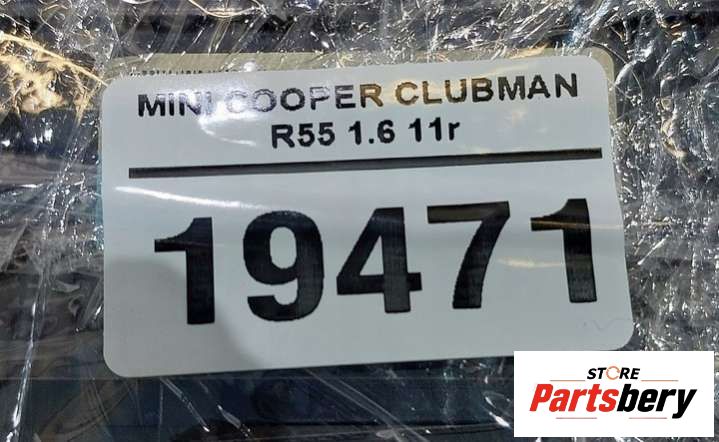 MINI COOPER CLUBMAN
R55 1.6 11r
19471
STORE
Partsbery